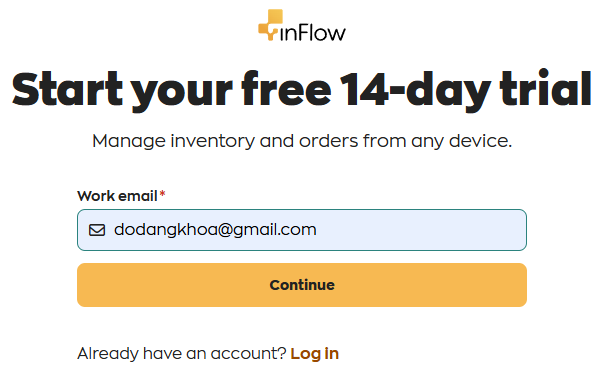 inFlow
Start your free 14-day trial
Manage inventory and orders from any device.
Work email*
dodangkhoa@gmail.com
Continue
Already have an account? Log in